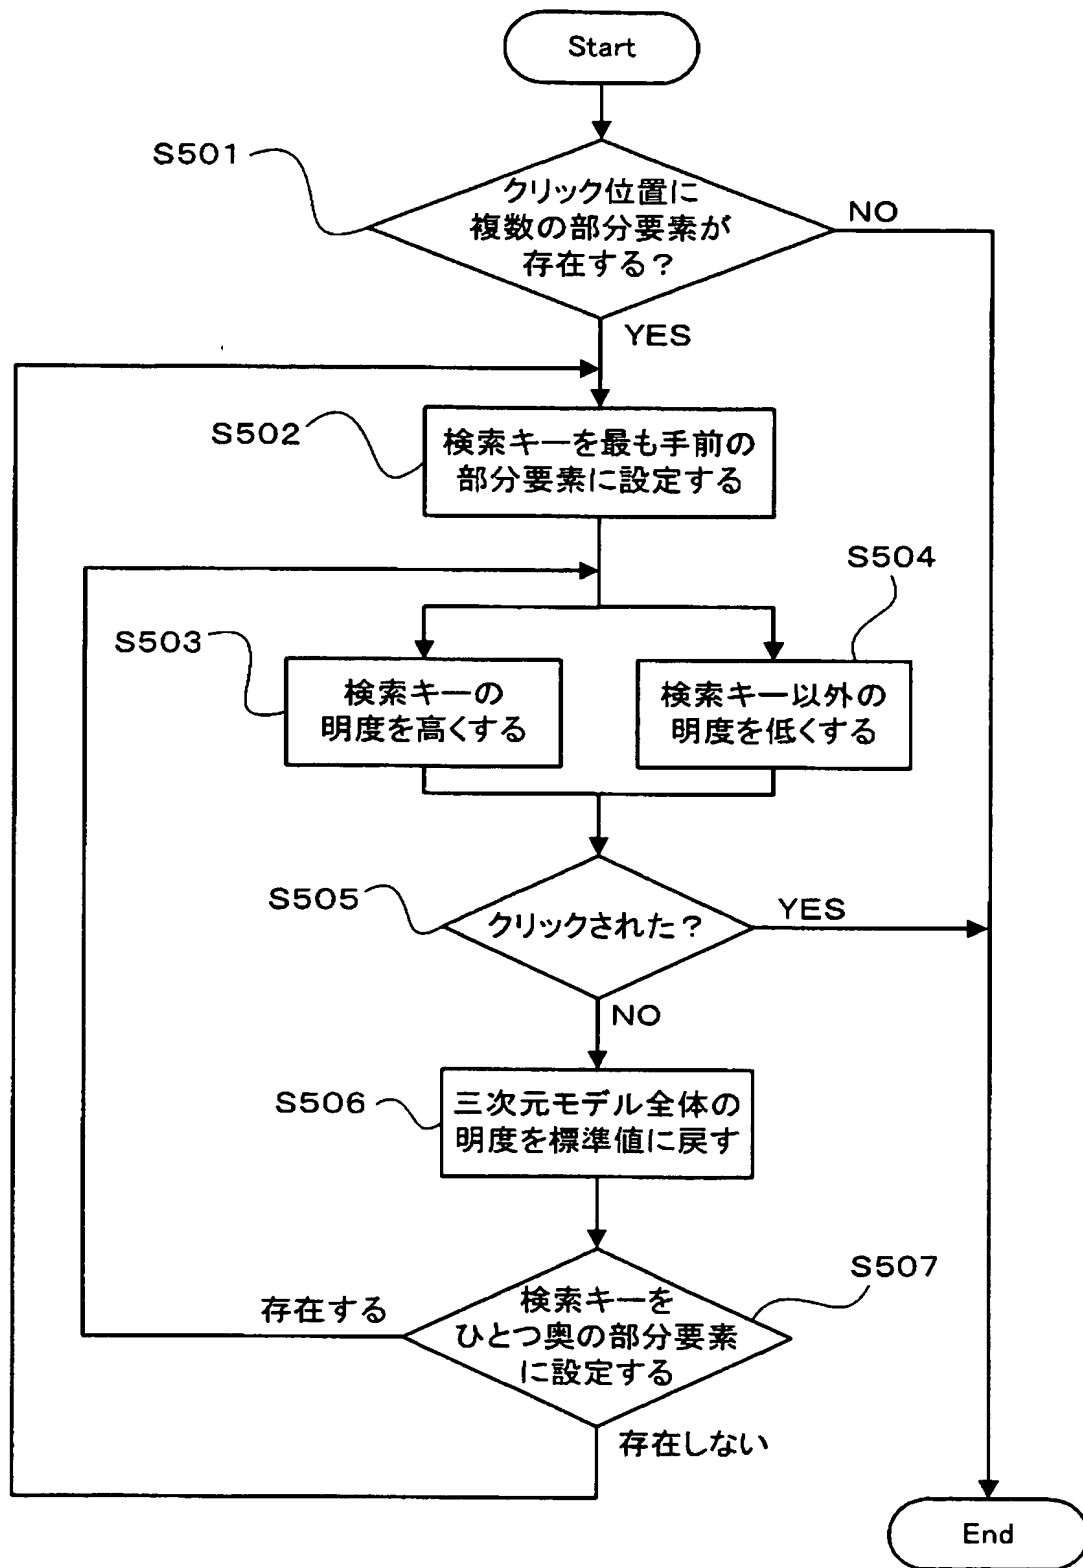 Start
S501
クリック位置に
複数の部分要素が
存在する？
NO
YES
S502
検索キーを最も手前の
部分要素に設定する
S504
S503
検索キーの
明度を高くする
検索キー以外の
明度を低くする
S505
クリックされた？
YES
NO
S506
三次元モデル全体の
明度を標準値に戻す
S507
存在する
検索キーを
ひとつ奥の部分要素
に設定する
存在しない
End